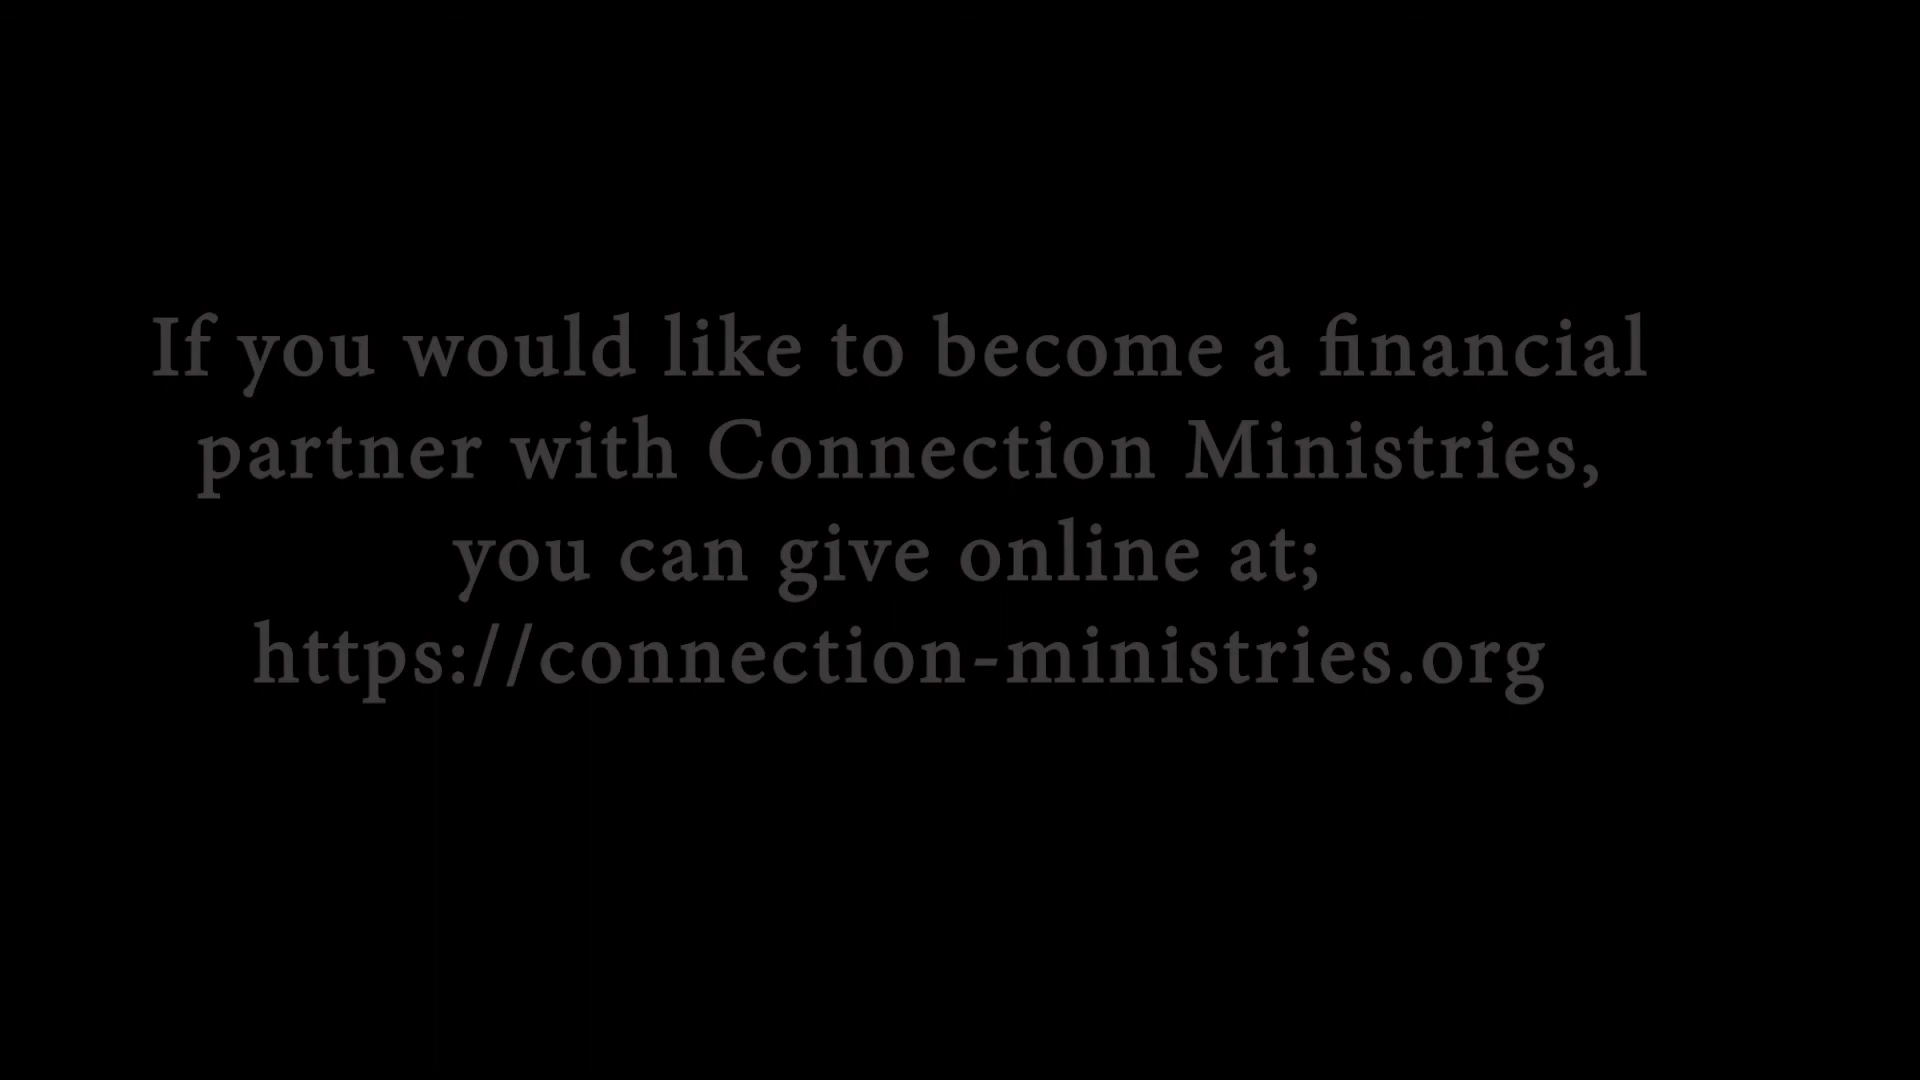 If you would like to become a financial
partner with Connection Ministries,
you can give online at;
https://connection-ministries.org